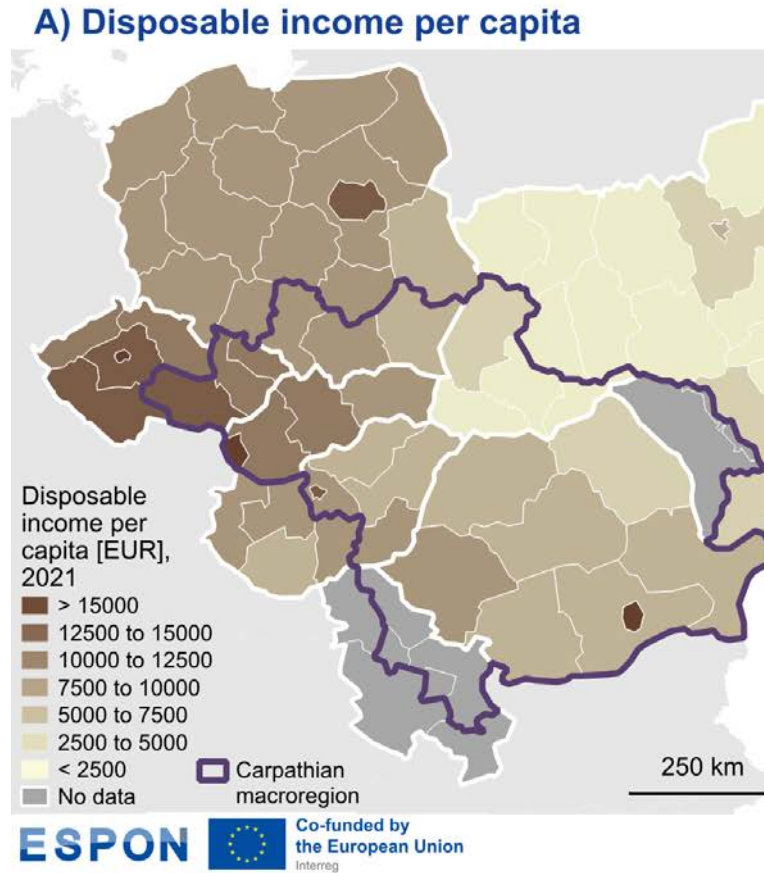 A) Disposable income per capita
Disposable
income per
capita [EUR],
2021
> 15000
12500 to 15000
10000 to 12500
7500 to 10000
5000 to 7500
2500 to 5000
< 2500
No data
Carpathian
macroregion
250 km
ESPON
Co-funded by
the European Union
Interreg